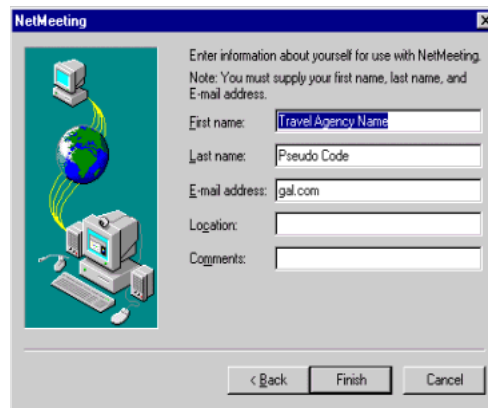 NetMeeting
Enter information about yourself for use with NetMeeting.
Note: You must supply your first name, last name, and
E-mail address.
First name: Travel Agency Name
Last name: Pseudo Code
E-mail address: gal.com
Location:
Comments:
< Back Finish Cancel